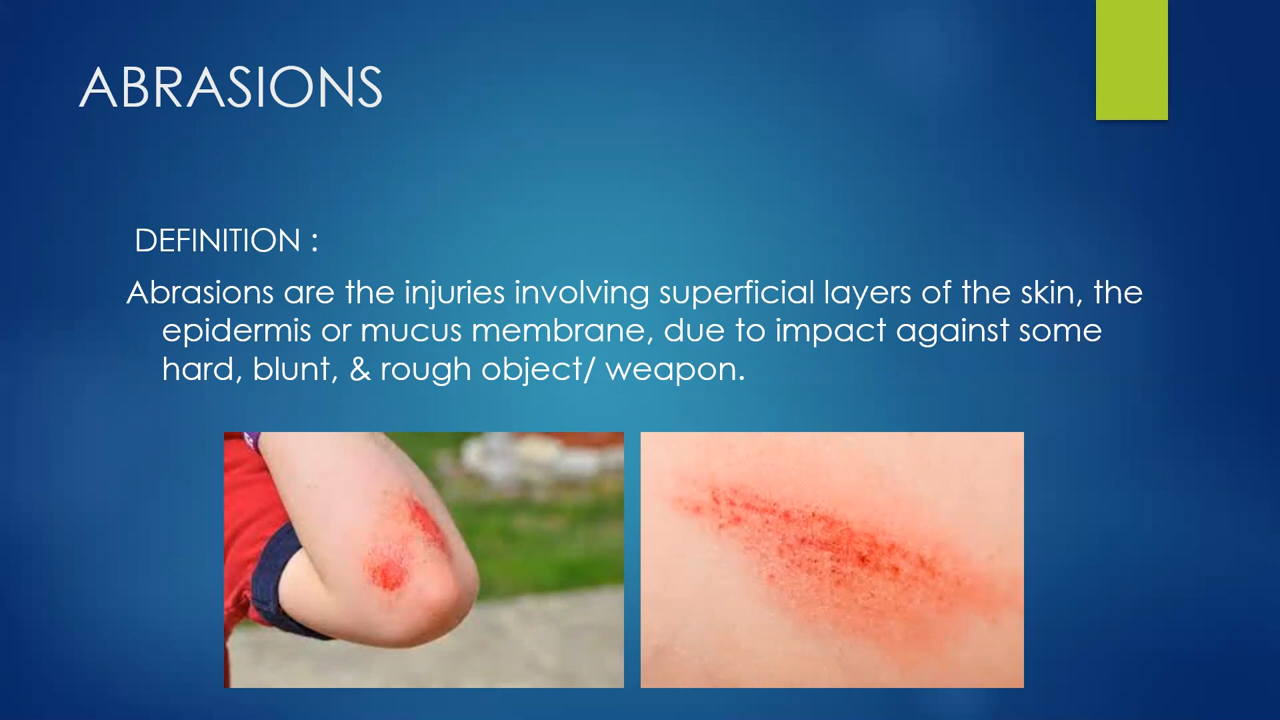 ABRASIONS
DEFINITION :
Abrasions are the injuries involving superficial layers of the skin, the
epidermis or mucus membrane, due to impact against some
hard, blunt, & rough object/ weapon.